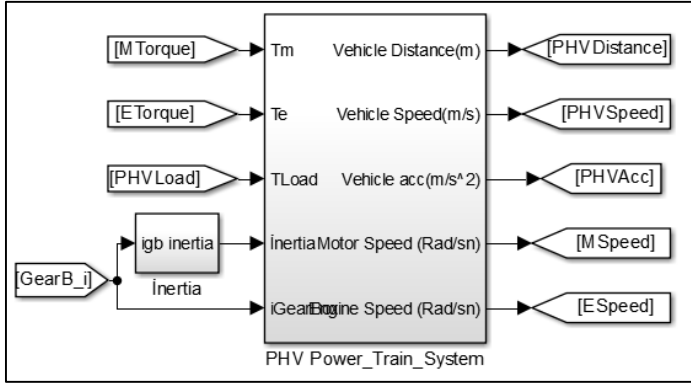 [MTorque] Tm Vehicle Distance(m) [PHVDistance]
[ETorque] Te Vehicle Speed(m/s) [PHVSpeed]
[PHVLoad] TLoad Vehicle acc(m/s^2) [PHVAcc]
igb inertia İnertia Motor Speed (Rad/sn) [MSpeed]
[GearB_i] İnertia
iGearBox Engine Speed (Rad/sn) [ESpeed]
PHV Power_Train_System